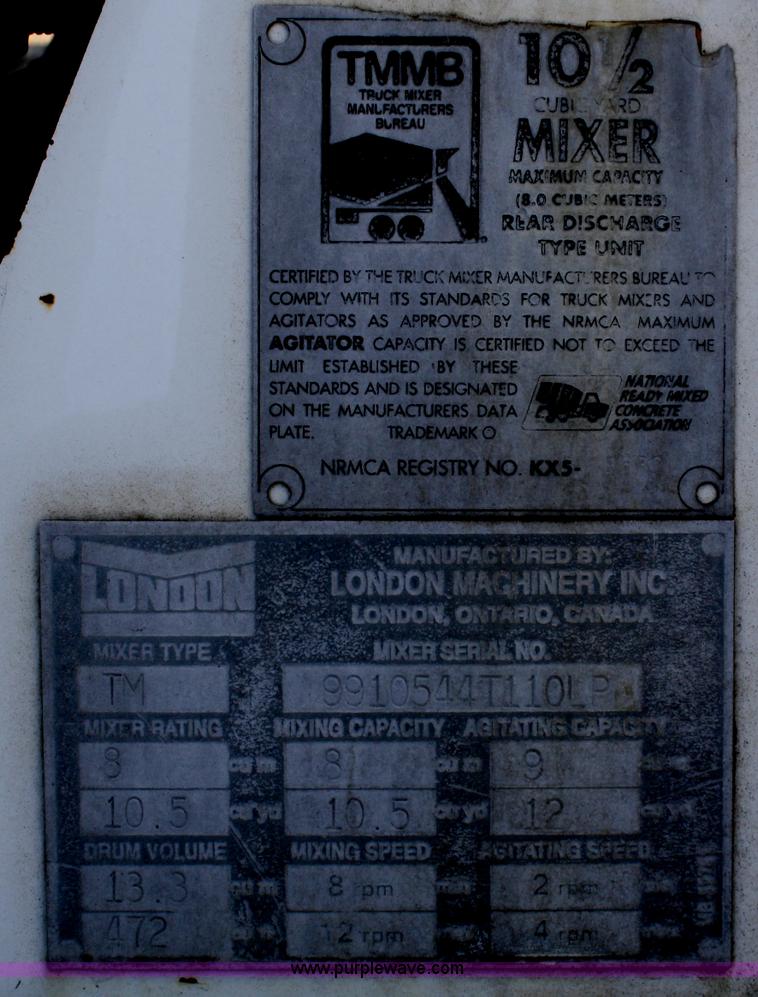 TMMB
TRUCK MIXER
MANUFACTURERS
BUREAU
10 1/2
CUBIC YARD
MIXER
MAXIMUM CAPACITY
(8.0 CUBIC METERS)
REAR DISCHARGE
TYPE UNIT
CERTIFIED BY THE TRUCK MIXER MANUFACTURERS BUREAU TO
COMPLY WITH ITS STANDARDS FOR TRUCK MIXERS AND
AGITATORS AS APPROVED BY THE NRMCA MAXIMUM
AGITATOR CAPACITY IS CERTIFIED NOT TO EXCEED THE
LIMIT ESTABLISHED BY THESE
STANDARDS AND IS DESIGNATED
ON THE MANUFACTURERS DATA
PLATE. TRADEMARK
NATIONAL
READY MIXED
CONCRETE
ASSOCIATION
NRMCA REGISTRY NO. KX5-
LONDON
MANUFACTURED BY:
LONDON MACHINERY INC.
LONDON, ONTARIO, CANADA
MIXER TYPE MIXER SERIAL NO.
TM 9910544T110LP
MIXER RATING MIXING CAPACITY AGITATING CAPACITY
8 cu m 8 cu m 9
10.5 cu yd 10.5 cu yd 12
DRUM VOLUME MIXING SPEED AGITATING SPEED
13.3 cu m 8 rpm 2 rpm
472 12 rpm 4 rpm
www.purplewave.com